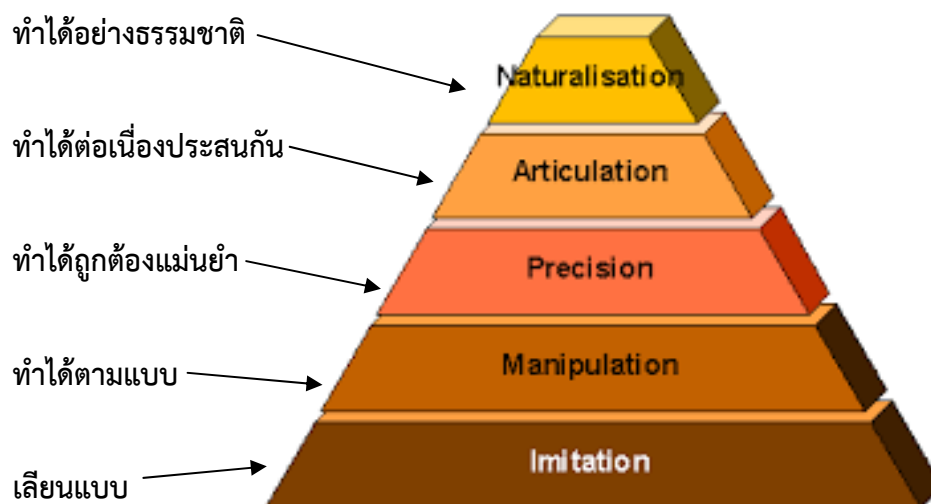 ทำได้อย่างธรรมชาติ
Naturalisation
ทำได้ต่อเนื่องประสนกัน
Articulation
ทำได้ถูกต้องแม่นยำ
Precision
ทำได้ตามแบบ
Manipulation
เลียนแบบ
Imitation